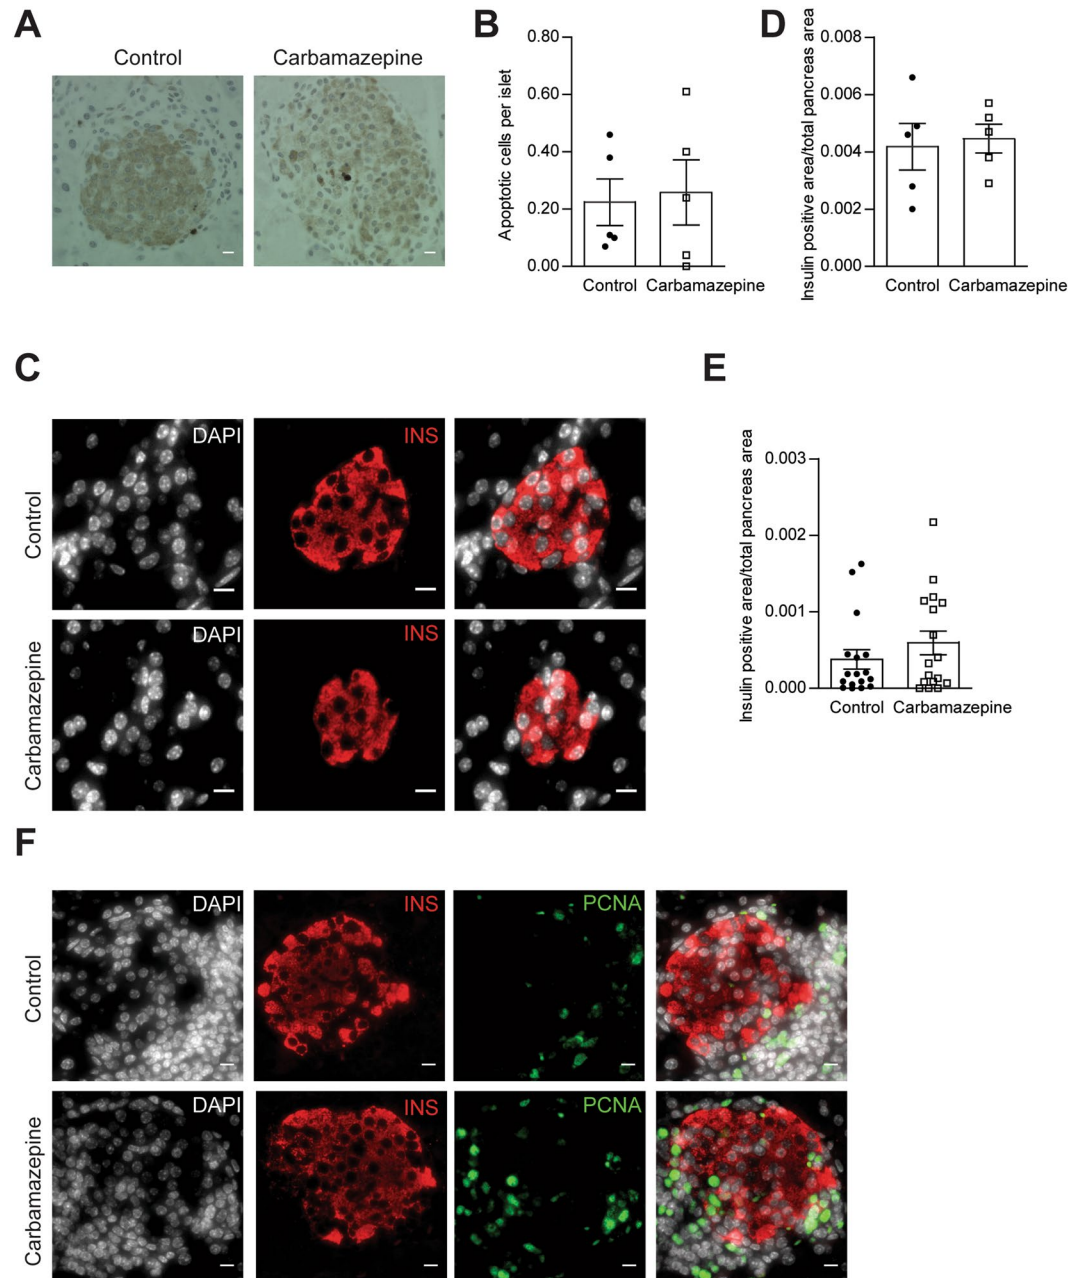 A
Control
Carbamazepine
B
Apoptotic cells per islet
0.80
0.60
0.40
0.20
0.00
Control
Carbamazepine
D
Insulin positive area/total pancreas area
0.008
0.006
0.004
0.002
0.000
Control
Carbamazepine
C
Control
DAPI
INS
Carbamazepine
DAPI
INS
E
Insulin positive area/total pancreas area
0.003
0.002
0.001
0.000
Control
Carbamazepine
F
Control
DAPI
INS
PCNA
Carbamazepine
DAPI
INS
PCNA